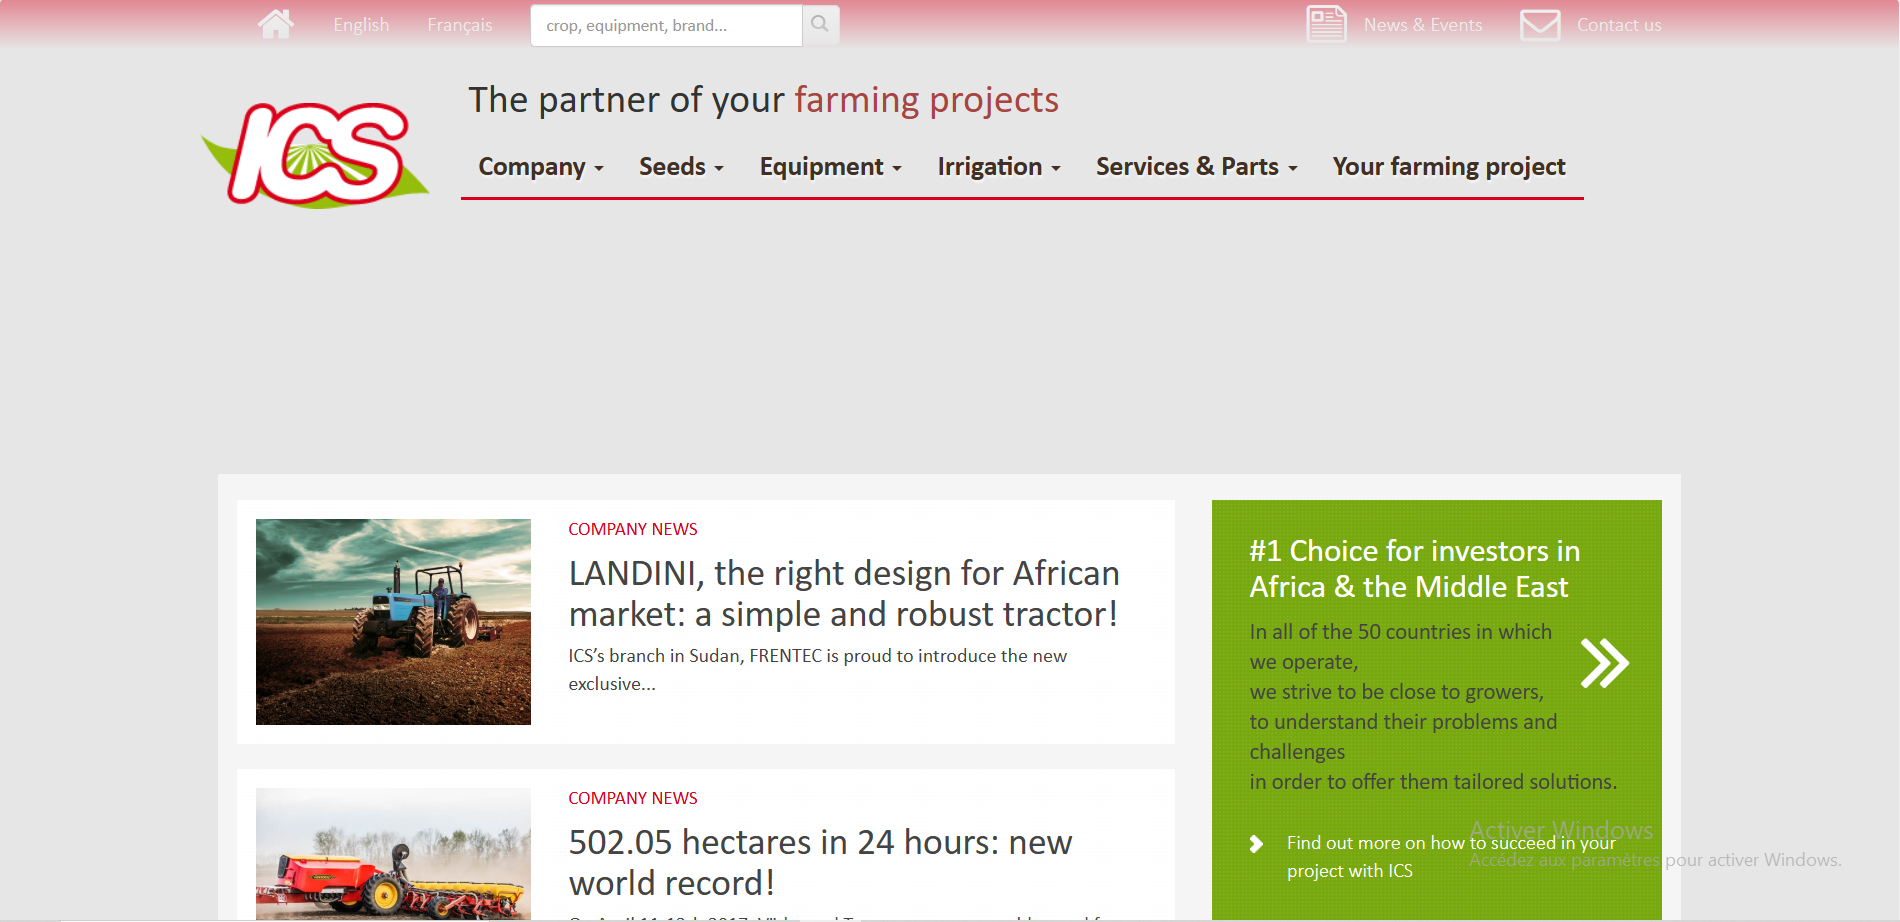 English Français crop, equipment, brand... News & Events Contact us
The partner of your farming projects
ICS
Company Seeds Equipment Irrigation Services & Parts Your farming project
COMPANY NEWS
LANDINI, the right design for African
market: a simple and robust tractor!
ICS’s branch in Sudan, FRENTEC is proud to introduce the new
exclusive...
COMPANY NEWS
502.05 hectares in 24 hours: new
world record!
#1 Choice for investors in
Africa & the Middle East
In all of the 50 countries in which
we operate,
we strive to be close to growers,
to understand their problems and
challenges
in order to offer them tailored solutions.
Find out more on how to succeed in your
project with ICS
Activer Windows
Accédez aux paramètres pour activer Windows.